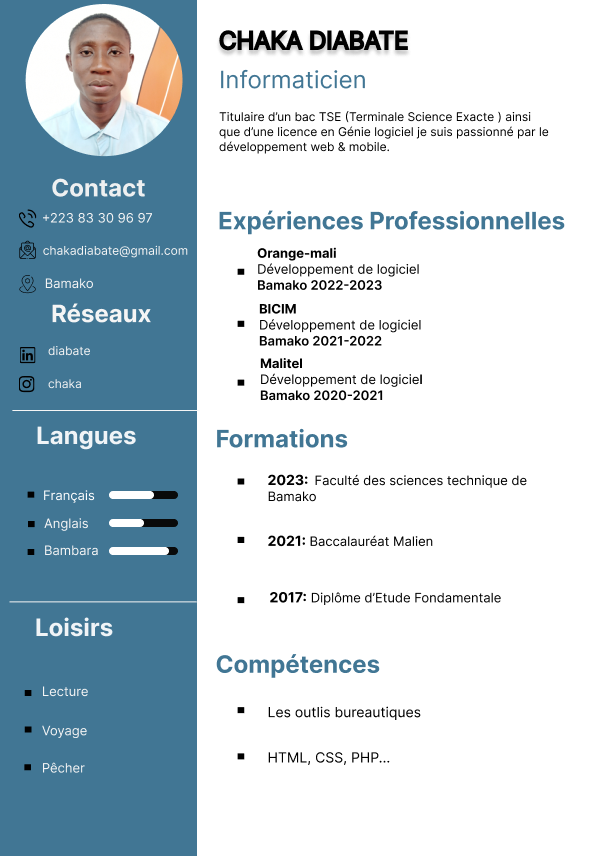 CHAKA DIABATE
Informaticien
Titulaire d’un bac TSE (Terminale Science Exacte ) ainsi
que d’une licence en Génie logiciel je suis passionné par le
développement web & mobile.
Contact
+223 83 30 96 97
chakadiabate@gmail.com
Bamako
Réseaux
diabate
chaka
Langues
Français
Anglais
Bambara
Loisirs
Lecture
Voyage
Pêcher
Expériences Professionnelles
Orange-mali
Développement de logiciel
Bamako 2022-2023
BICIM
Développement de logiciel
Bamako 2021-2022
Malitel
Développement de logiciel
Bamako 2020-2021
Formations
2023: Faculté des sciences technique de
Bamako
2021: Baccalauréat Malien
2017: Diplôme d’Etude Fondamentale
Compétences
Les outlis bureautiques
HTML, CSS, PHP...